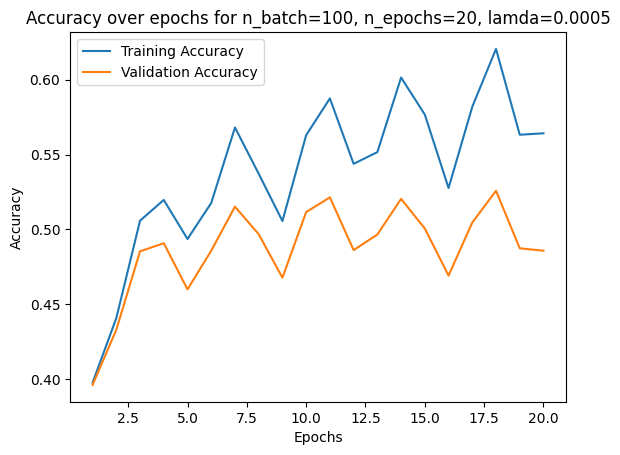 Accuracy over epochs for n_batch=100, n_epochs=20, lamda=0.0005
Training Accuracy
Validation Accuracy
0.60
0.55
0.50
0.45
0.40
Accuracy
2.5
5.0
7.5
10.0
12.5
15.0
17.5
20.0
Epochs